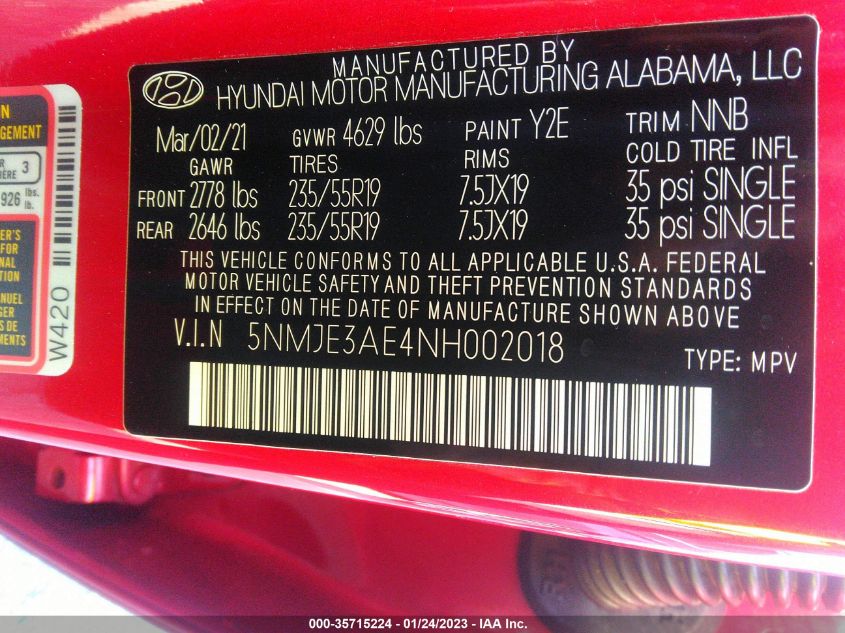 MANUFACTURED BY
HYUNDAI MOTOR MANUFACTURING ALABAMA, LLC
Mar/02/21 GVWR 4629 lbs PAINT Y2E TRIM NNB
GAWR TIRES RIMS COLD TIRE INFL
FRONT 2778 lbs 235/55R19 7.5JX19 35 psi SINGLE
REAR 2646 lbs 235/55R19 7.5JX19 35 psi SINGLE
THIS VEHICLE CONFORMS TO ALL APPLICABLE U.S.A. FEDERAL
MOTOR VEHICLE SAFETY AND THEFT PREVENTION STANDARDS
IN EFFECT ON THE DATE OF MANUFACTURE SHOWN ABOVE
V.I.N 5NMJE3AE4NH002018
TYPE: MPV
3
926 lbs.
lb.
W420
000-35715224 - 01/24/2023 - IAA Inc.